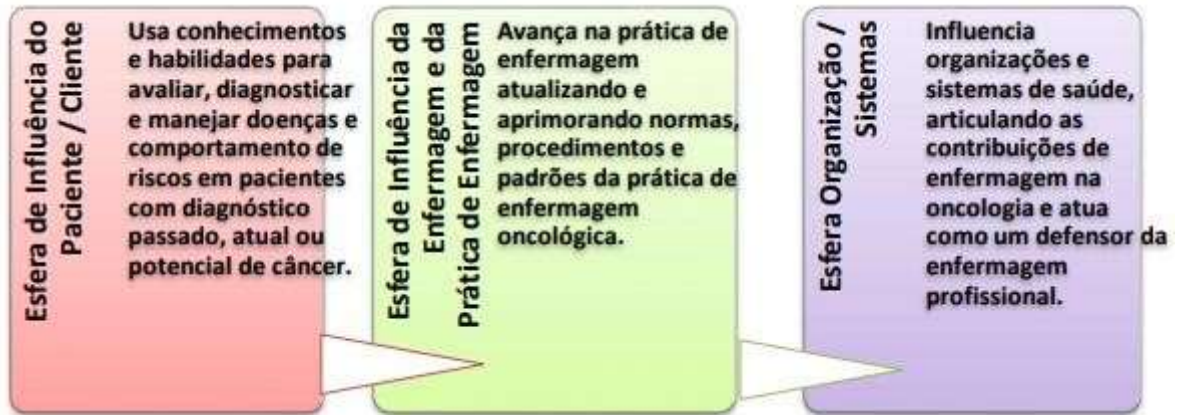 Esfera de Influência do
Paciente / Cliente
Usa conhecimentos
e habilidades para
avaliar, diagnosticar
e manejar doenças e
comportamento de
riscos em pacientes
com diagnóstico
passado, atual ou
potencial de câncer.
Esfera de Influência da
Enfermagem e da
Prática de Enfermagem
Avança na prática de
enfermagem
atualizando e
aprimorando normas,
procedimentos e
padrões da prática de
enfermagem
oncológica.
Esfera Organização /
Sistemas
Influencia
organizações e
sistemas de saúde,
articulando as
contribuições de
enfermagem na
oncologia e atua
como um defensor da
enfermagem
profissional.